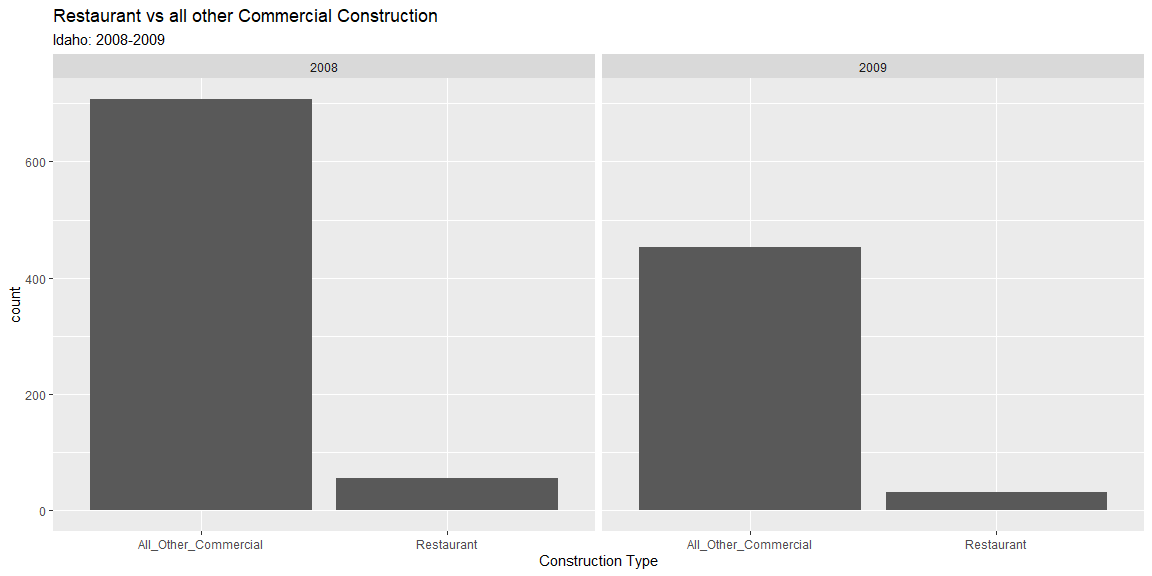 Restaurant vs all other Commercial Construction
Idaho: 2008-2009
2008
2009
count
600
400
200
0
All_Other_Commercial
Restaurant
All_Other_Commercial
Restaurant
Construction Type